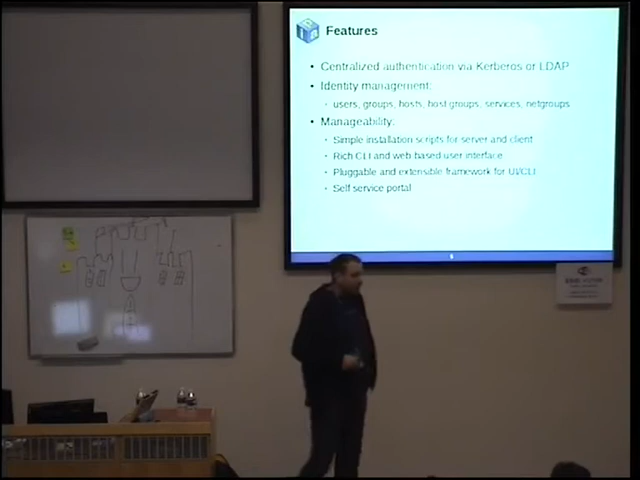 Features
• Centralized authentication via Kerberos or LDAP
• Identity management:
• users, groups, hosts, host groups, services, netgroups
• Manageability:
• Simple installation scripts for server and client
• Rich CLI and web based user interface
• Pluggable and extensible framework for UI/CLI
• Self service portal